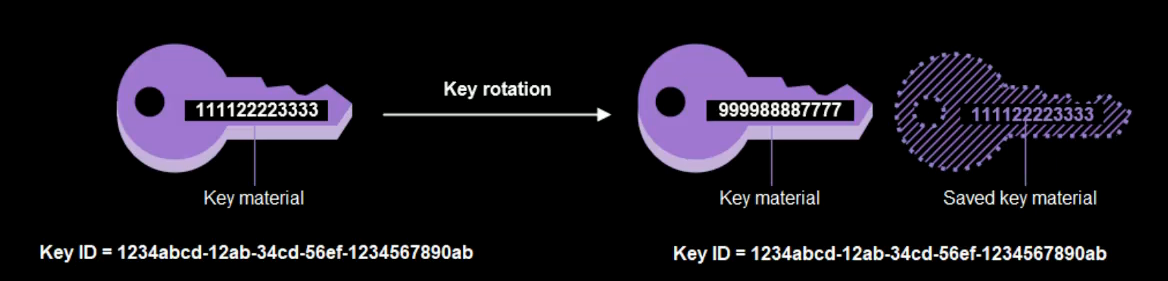 111122223333
Key material
Key ID = 1234abcd-12ab-34cd-56ef-1234567890ab
Key rotation
999988887777
Key material
111122223333
Saved key material
Key ID = 1234abcd-12ab-34cd-56ef-1234567890ab